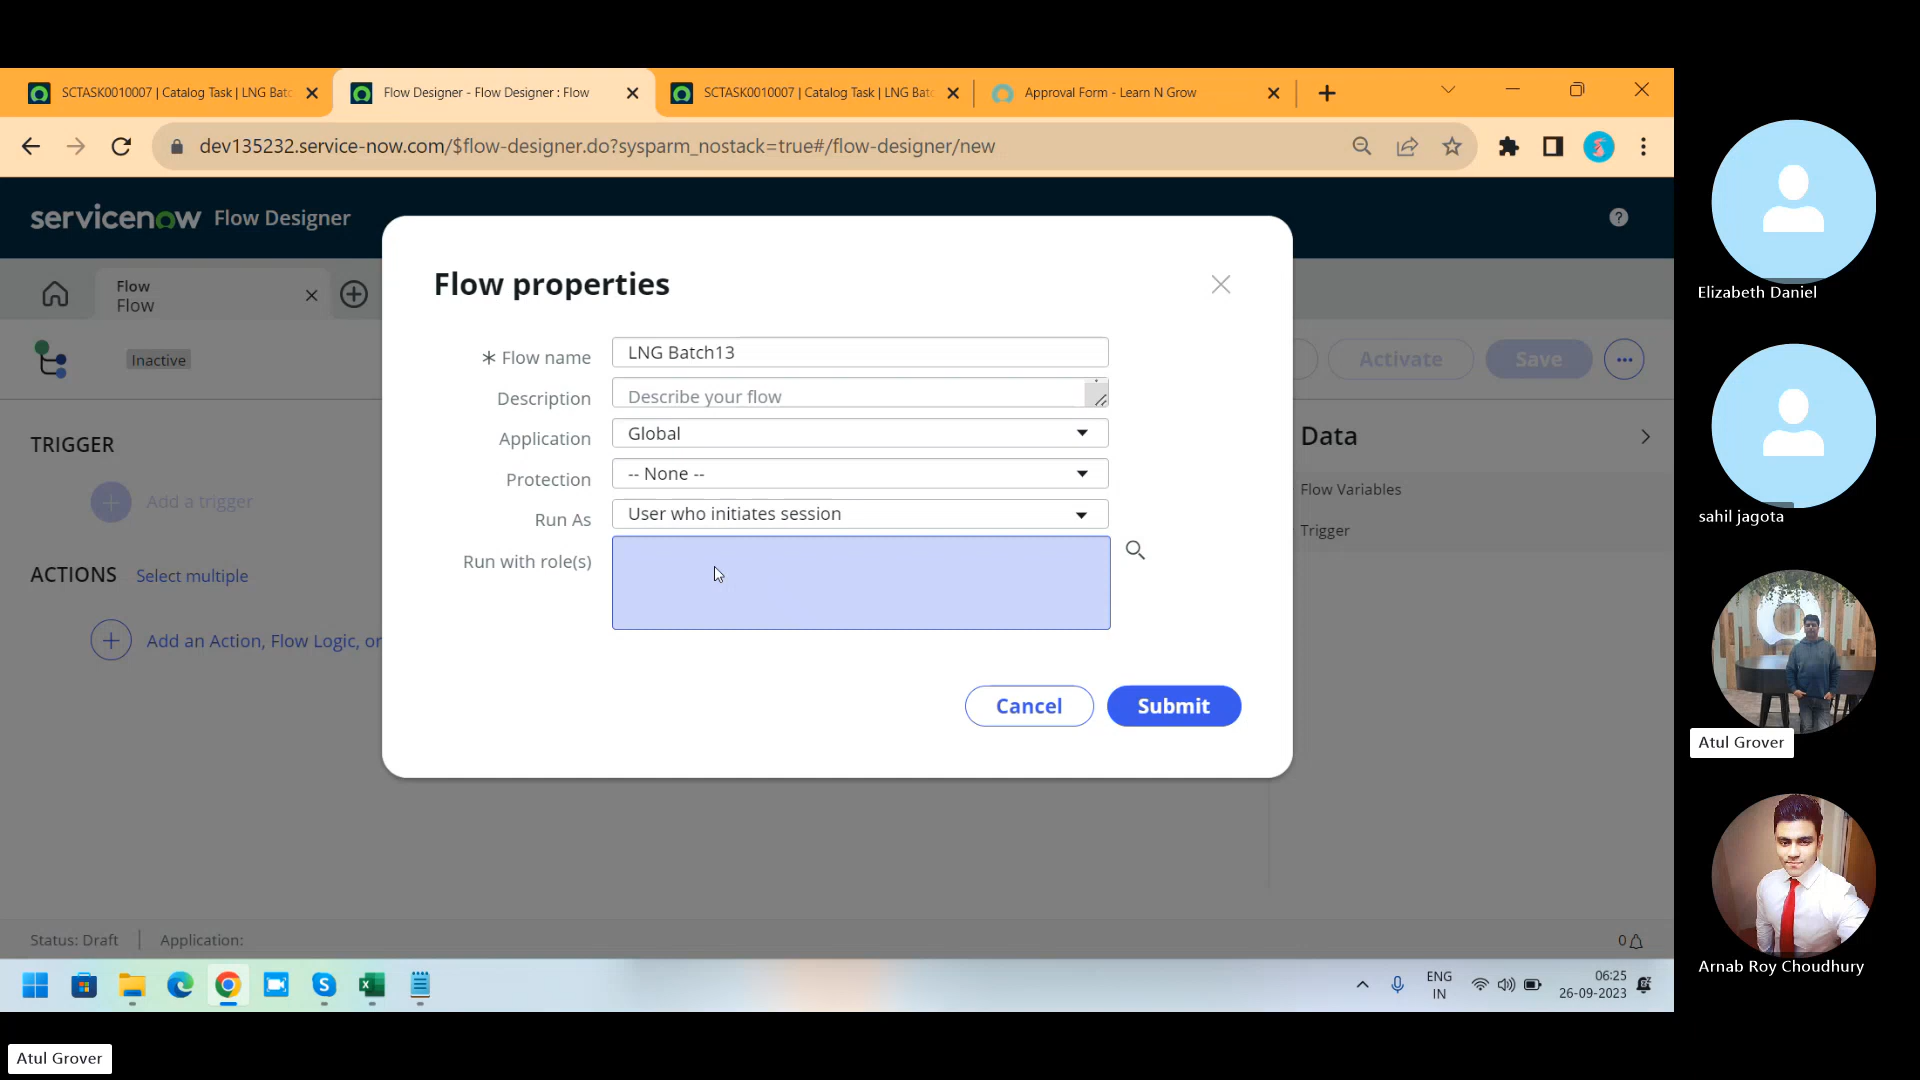 SCTASK0010007 | Catalog Task | LNG Batc
Flow Designer - Flow Designer : Flow
SCTASK0010007 | Catalog Task | LNG Batc
Approval Form - Learn N Grow
dev135232.service-now.com/$flow-designer.do?sysparm_nostack=true#/flow-designer/new
servicenow Flow Designer
Flow
Flow
Inactive
Activate
Save
TRIGGER
Add a trigger
ACTIONS Select multiple
Add an Action, Flow Logic, or
Flow properties
* Flow name LNG Batch13
Description Describe your flow
Application Global
Protection -- None --
Run As User who initiates session
Run with role(s)
Cancel Submit
Data
Flow Variables
Trigger
Status: Draft Application:
0
ENG
IN
06:25
26-09-2023
Elizabeth Daniel
sahil jagota
Atul Grover
Arnab Roy Choudhury
Atul Grover